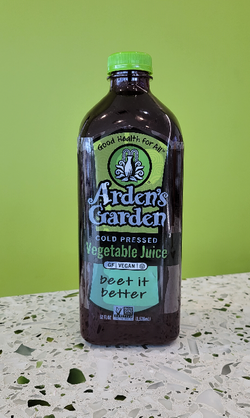 Good Health for All
Arden's
Garden
COLD PRESSED
Vegetable Juice
GF VEGAN
beet it
better